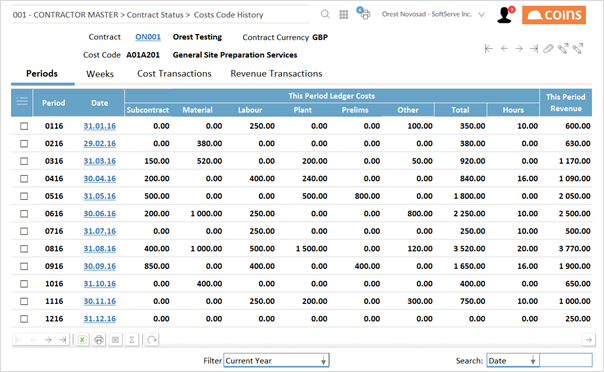 001 - CONTRACTOR MASTER > Contract Status > Costs Code History
6
Orest Novosad - SoftServe Inc.
coins
Contract ON001 Orest Testing Contract Currency GBP
Cost Code A01A201 General Site Preparation Services
Periods Weeks Cost Transactions Revenue Transactions
Period Date This Period Ledger Costs This Period Revenue
Subcontract Material Labour Plant Prelims Other Total Hours
0116 31.01.16 0.00 0.00 250.00 0.00 0.00 100.00 350.00 10.00 600.00
0216 29.02.16 0.00 380.00 0.00 0.00 0.00 0.00 380.00 0.00 630.00
0316 31.03.16 150.00 520.00 0.00 200.00 0.00 50.00 920.00 0.00 1 170.00
0416 30.04.16 200.00 0.00 400.00 240.00 0.00 0.00 840.00 16.00 1 090.00
0516 31.05.16 500.00 0.00 0.00 500.00 800.00 0.00 1 800.00 0.00 2 050.00
0616 30.06.16 200.00 1 000.00 250.00 0.00 0.00 800.00 2 250.00 10.00 2 500.00
0716 31.07.16 0.00 0.00 250.00 0.00 0.00 0.00 250.00 10.00 500.00
0816 31.08.16 400.00 1 000.00 500.00 1 500.00 0.00 120.00 3 520.00 20.00 3 770.00
0916 30.09.16 850.00 0.00 400.00 0.00 400.00 0.00 1 650.00 16.00 1 900.00
1016 31.10.16 0.00 400.00 0.00 0.00 0.00 0.00 400.00 0.00 650.00
1116 30.11.16 0.00 0.00 250.00 200.00 0.00 300.00 750.00 10.00 1 000.00
1216 31.12.16 0.00 0.00 0.00 0.00 0.00 0.00 0.00 0.00 250.00
Filter Current Year Search: Date